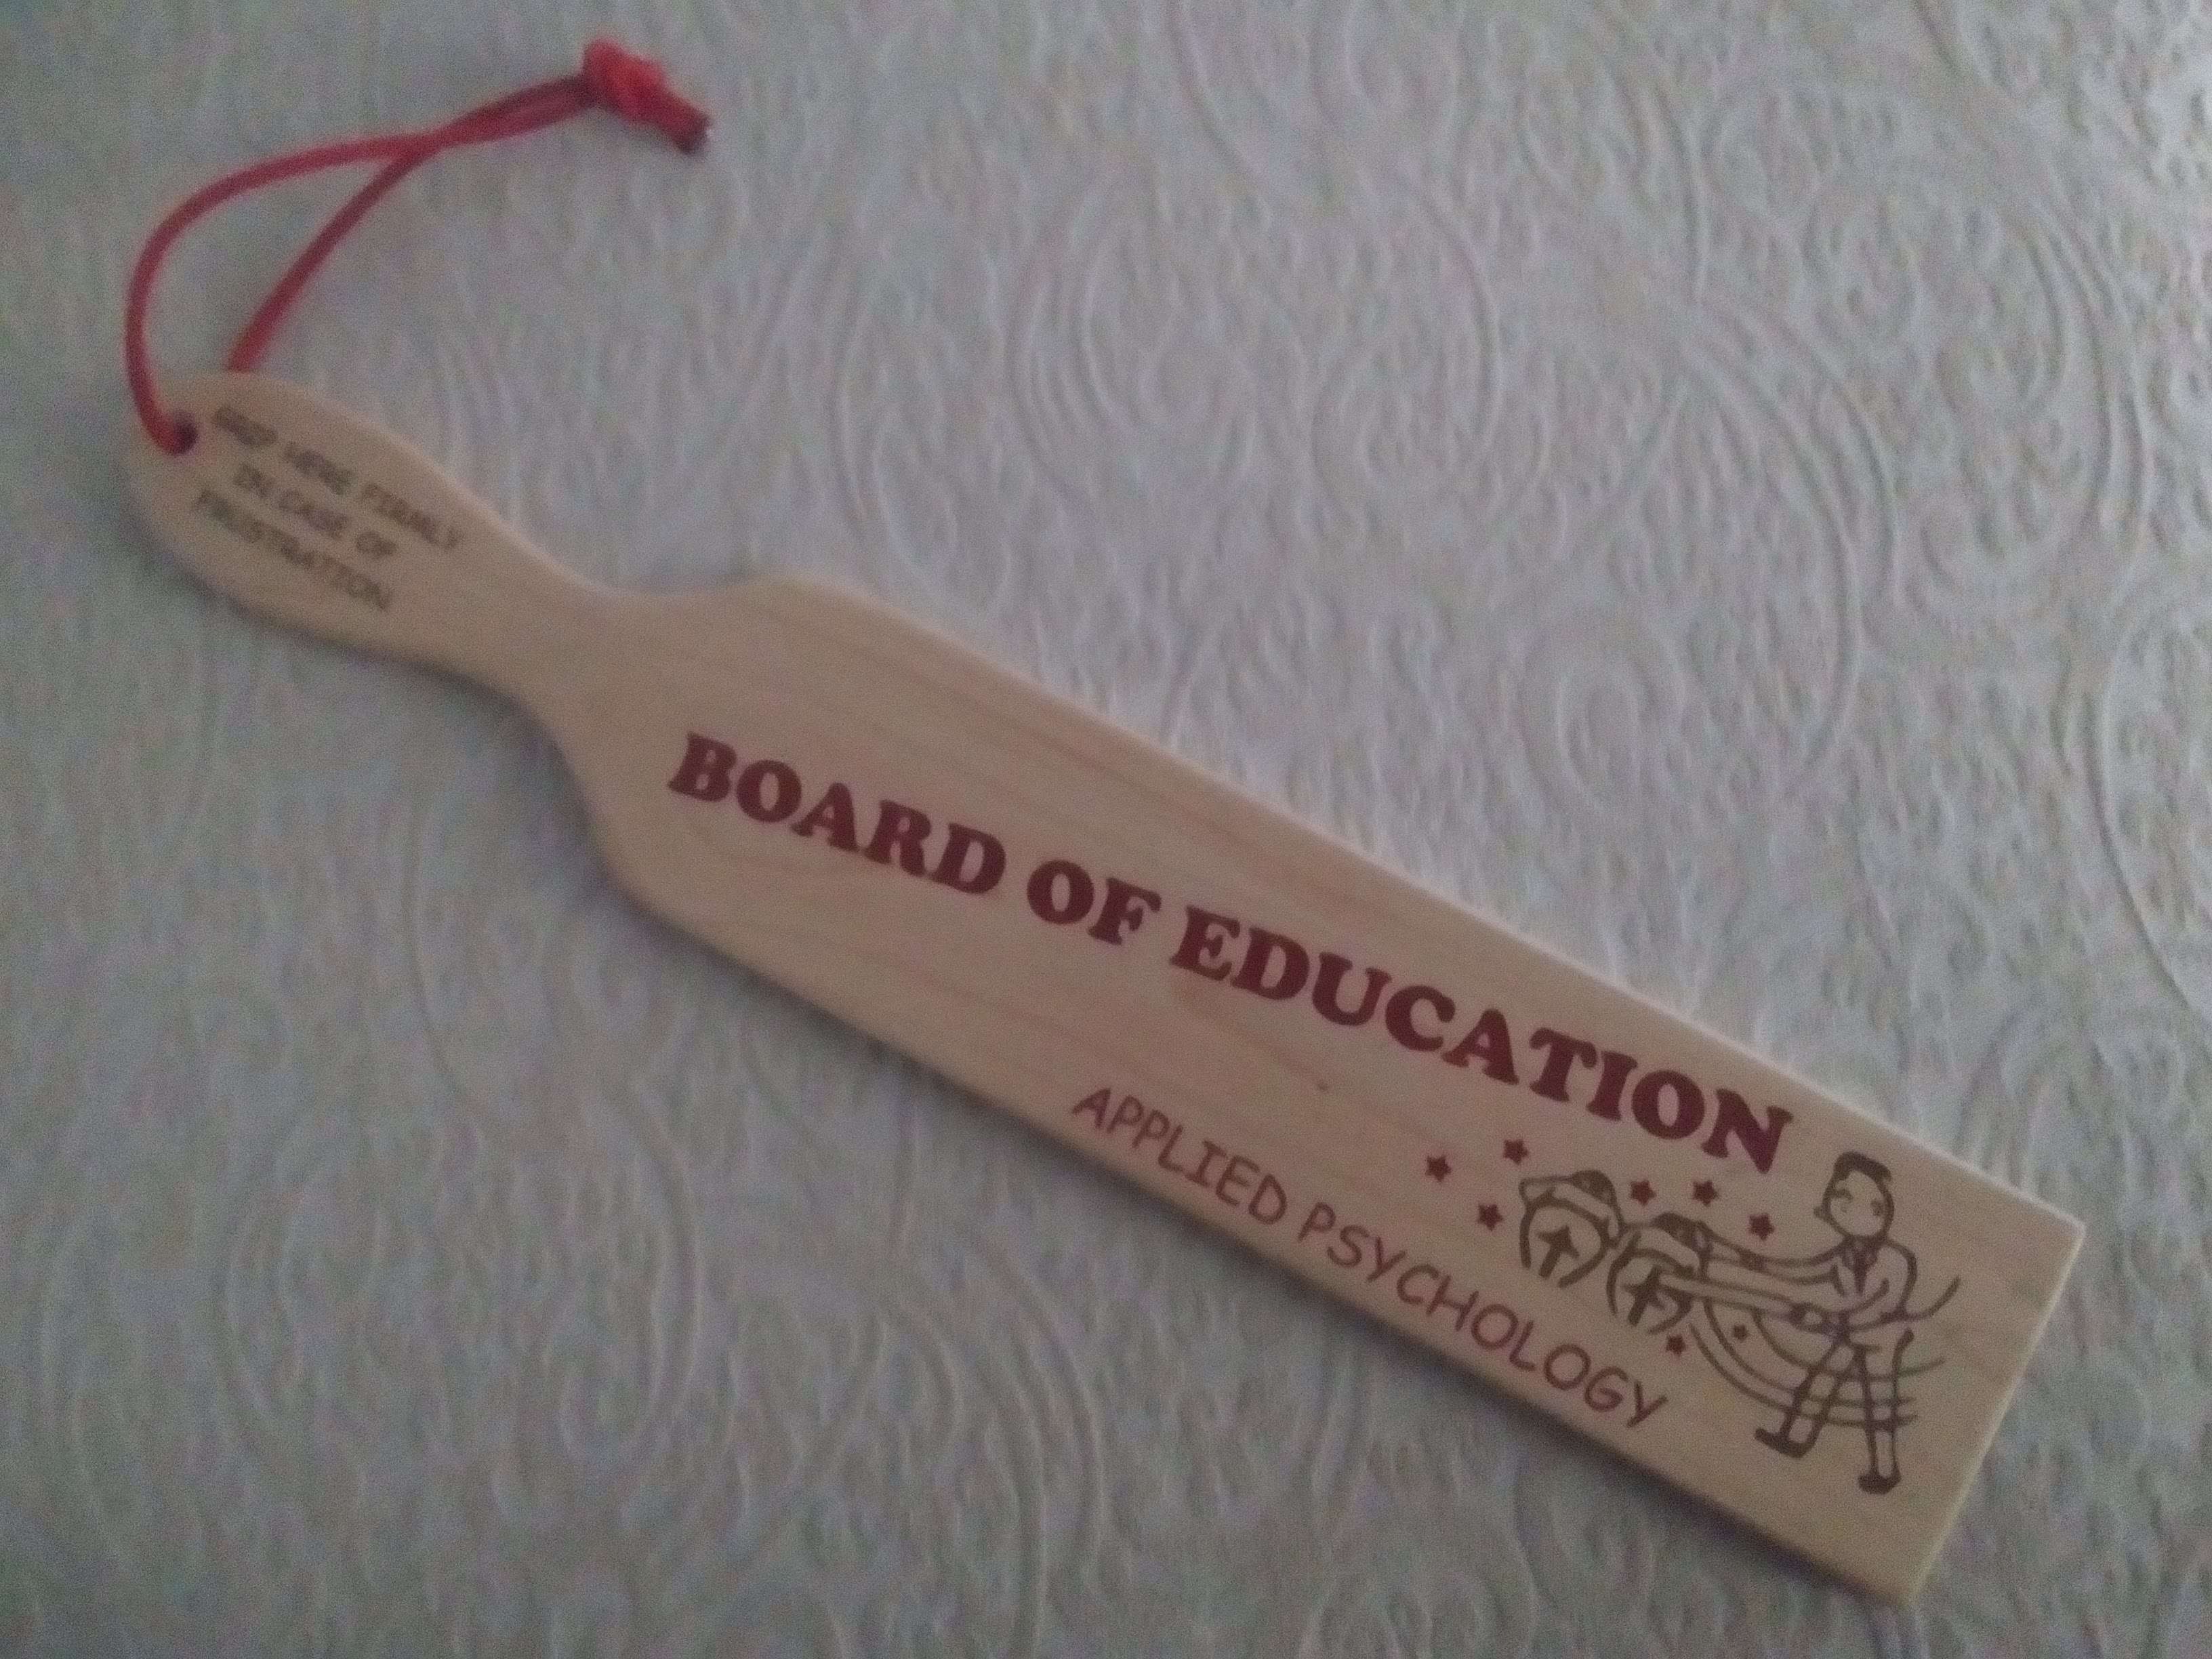 GRIP HERE FIRMLY
IN CASE OF
FRUSTRATION
BOARD OF EDUCATION
APPLIED PSYCHOLOGY